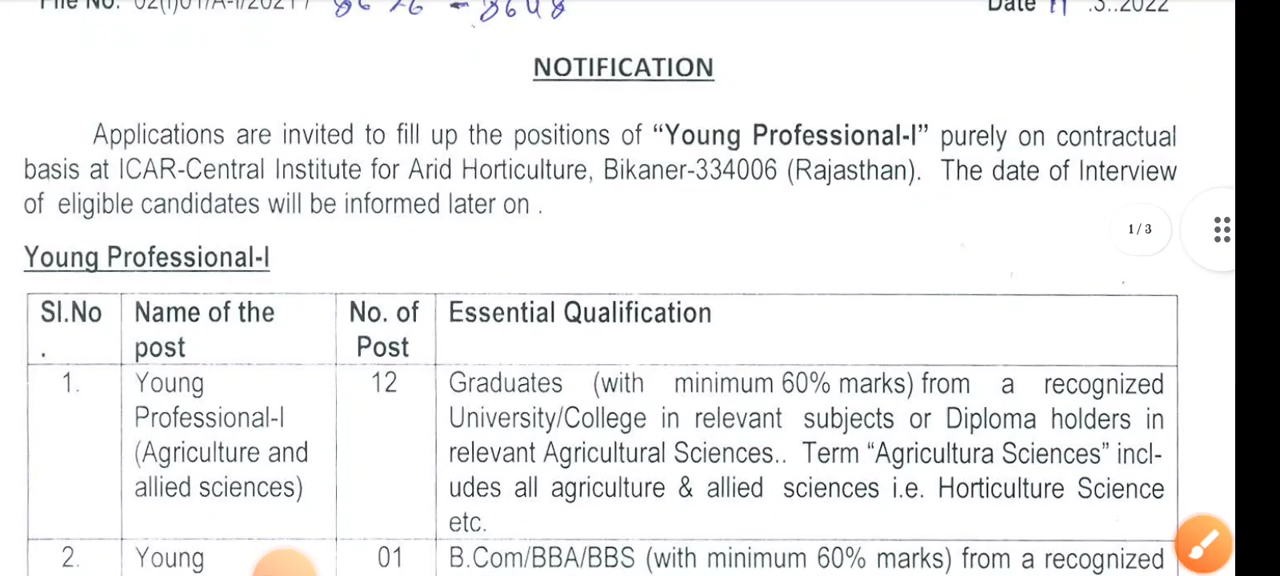 NOTIFICATION
Applications are invited to fill up the positions of “Young Professional-I” purely on contractual
basis at ICAR-Central Institute for Arid Horticulture, Bikaner-334006 (Rajasthan). The date of Interview
of eligible candidates will be informed later on .
1/3
Young Professional-I
Sl.No
. Name of the
post No. of
Post Essential Qualification
1. Young
Professional-I
(Agriculture and
allied sciences) 12 Graduates (with minimum 60% marks) from a recognized
University/College in relevant subjects or Diploma holders in
relevant Agricultural Sciences.. Term “Agricultura Sciences” incl-
udes all agriculture & allied sciences i.e. Horticulture Science
etc.
2. Young 01 B.Com/BBA/BBS (with minimum 60% marks) from a recognized